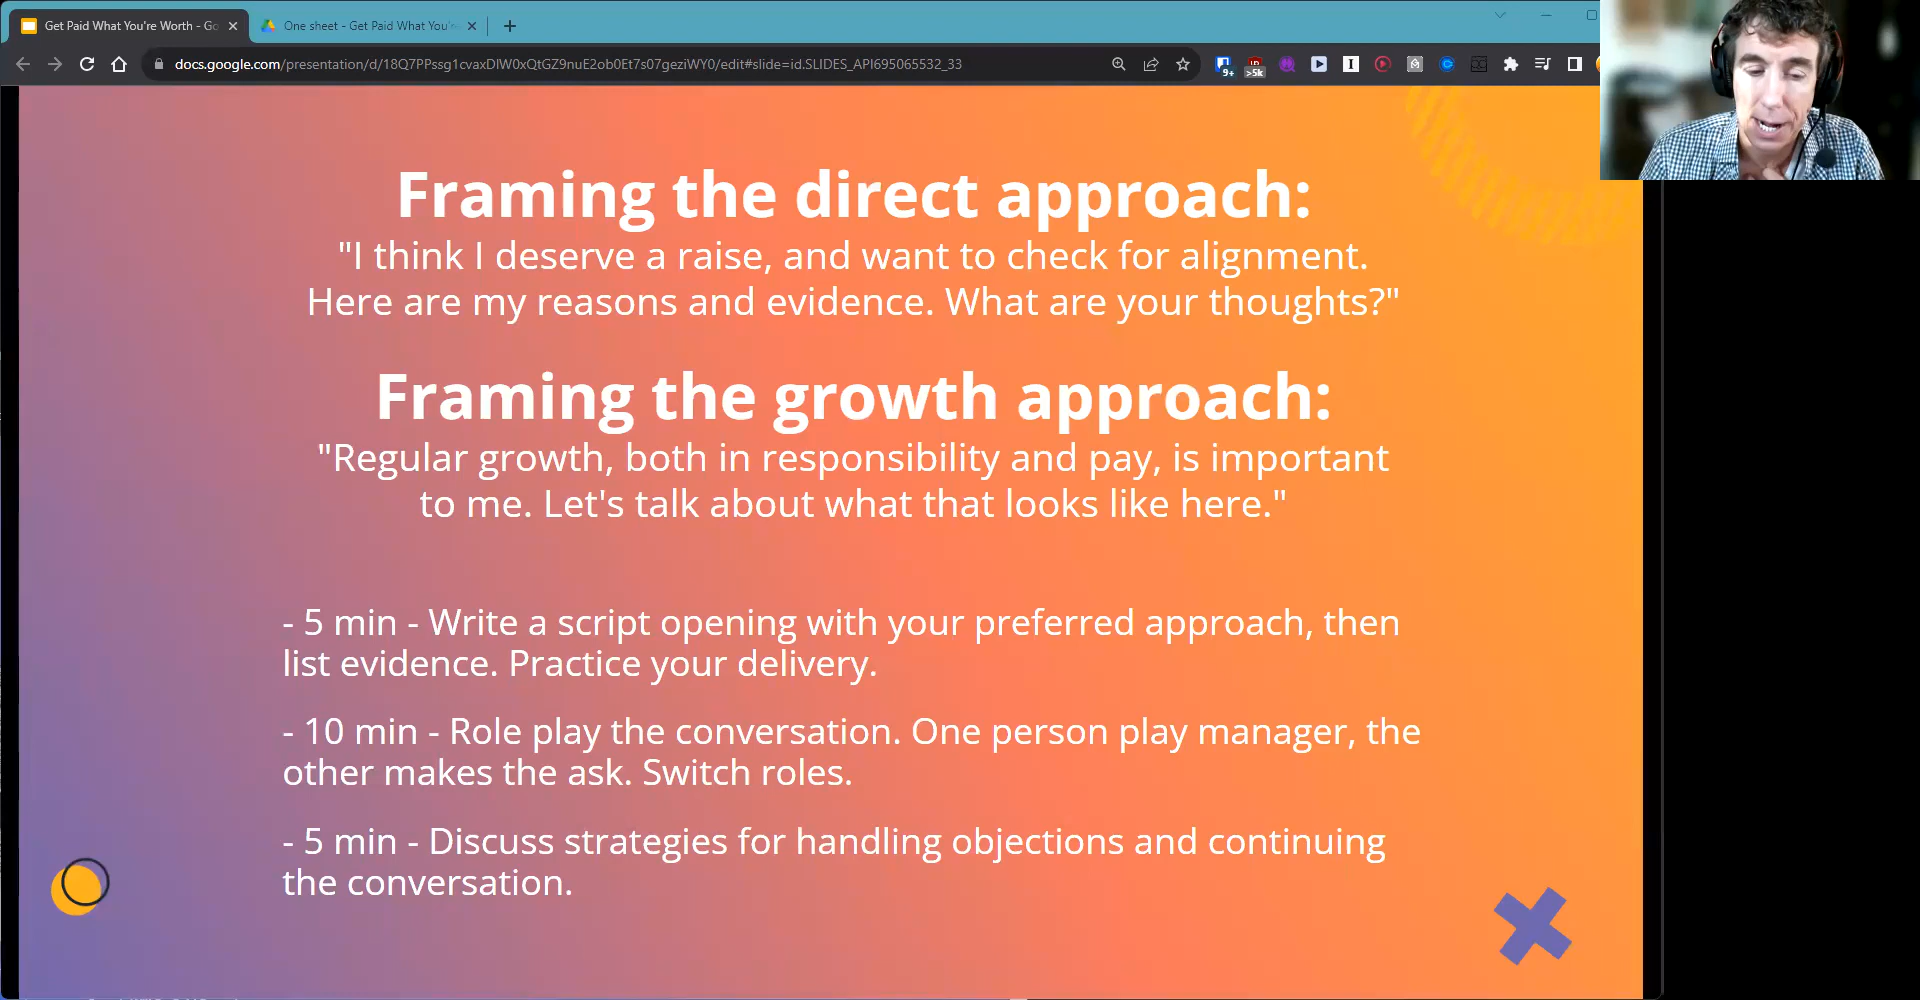 Get Paid What You're Worth - Go
One sheet - Get Paid What You'r
docs.google.com/presentation/d/18Q7PPssg1cvaxDlW0xQtGZ9nuE2ob0Et7s07geziWY0/edit#slide=id.SLIDES_API695065532_33
9+
>5k
Framing the direct approach:
"I think I deserve a raise, and want to check for alignment.
Here are my reasons and evidence. What are your thoughts?"
Framing the growth approach:
"Regular growth, both in responsibility and pay, is important
to me. Let's talk about what that looks like here."
- 5 min - Write a script opening with your preferred approach, then
list evidence. Practice your delivery.
- 10 min - Role play the conversation. One person play manager, the
other makes the ask. Switch roles.
- 5 min - Discuss strategies for handling objections and continuing
the conversation.